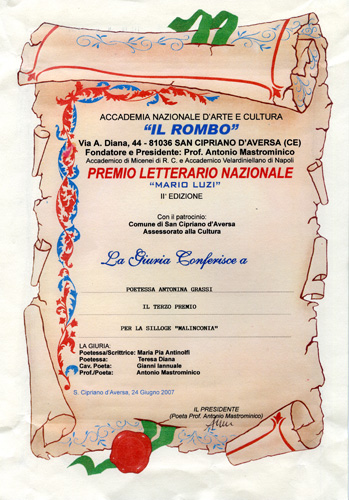 ACCADEMIA NAZIONALE D'ARTE E CULTURA
"IL ROMBO"
Via A. Diana, 44 - 81036 SAN CIPRIANO D'AVERSA (CE)
Fondatore e Presidente: Prof. Antonio Mastrominico
Accademico di Micenei di R. C. e Accademico Velardiniellano di Napoli
PREMIO LETTERARIO NAZIONALE
"MARIO LUZI"
II° EDIZIONE
Con il patrocinio:
Comune di San Cipriano d'Aversa
Assessorato alla Cultura
La Giuria Conferisce a
POETESSA ANTONINA GRASSI
IL TERZO PREMIO
PER LA SILLOGE "MALINCONIA"
LA GIURIA:
Poetessa/Scrittrice: Maria Pia Antinolfi
Poetessa: Teresa Diana
Cav. Poeta: Gianni Iannuale
Prof./Poeta: Antonio Mastrominico
S. Cipriano d'Aversa, 24 Giugno 2007
IL PRESIDENTE
(Poeta Prof. Antonio Mastrominico)